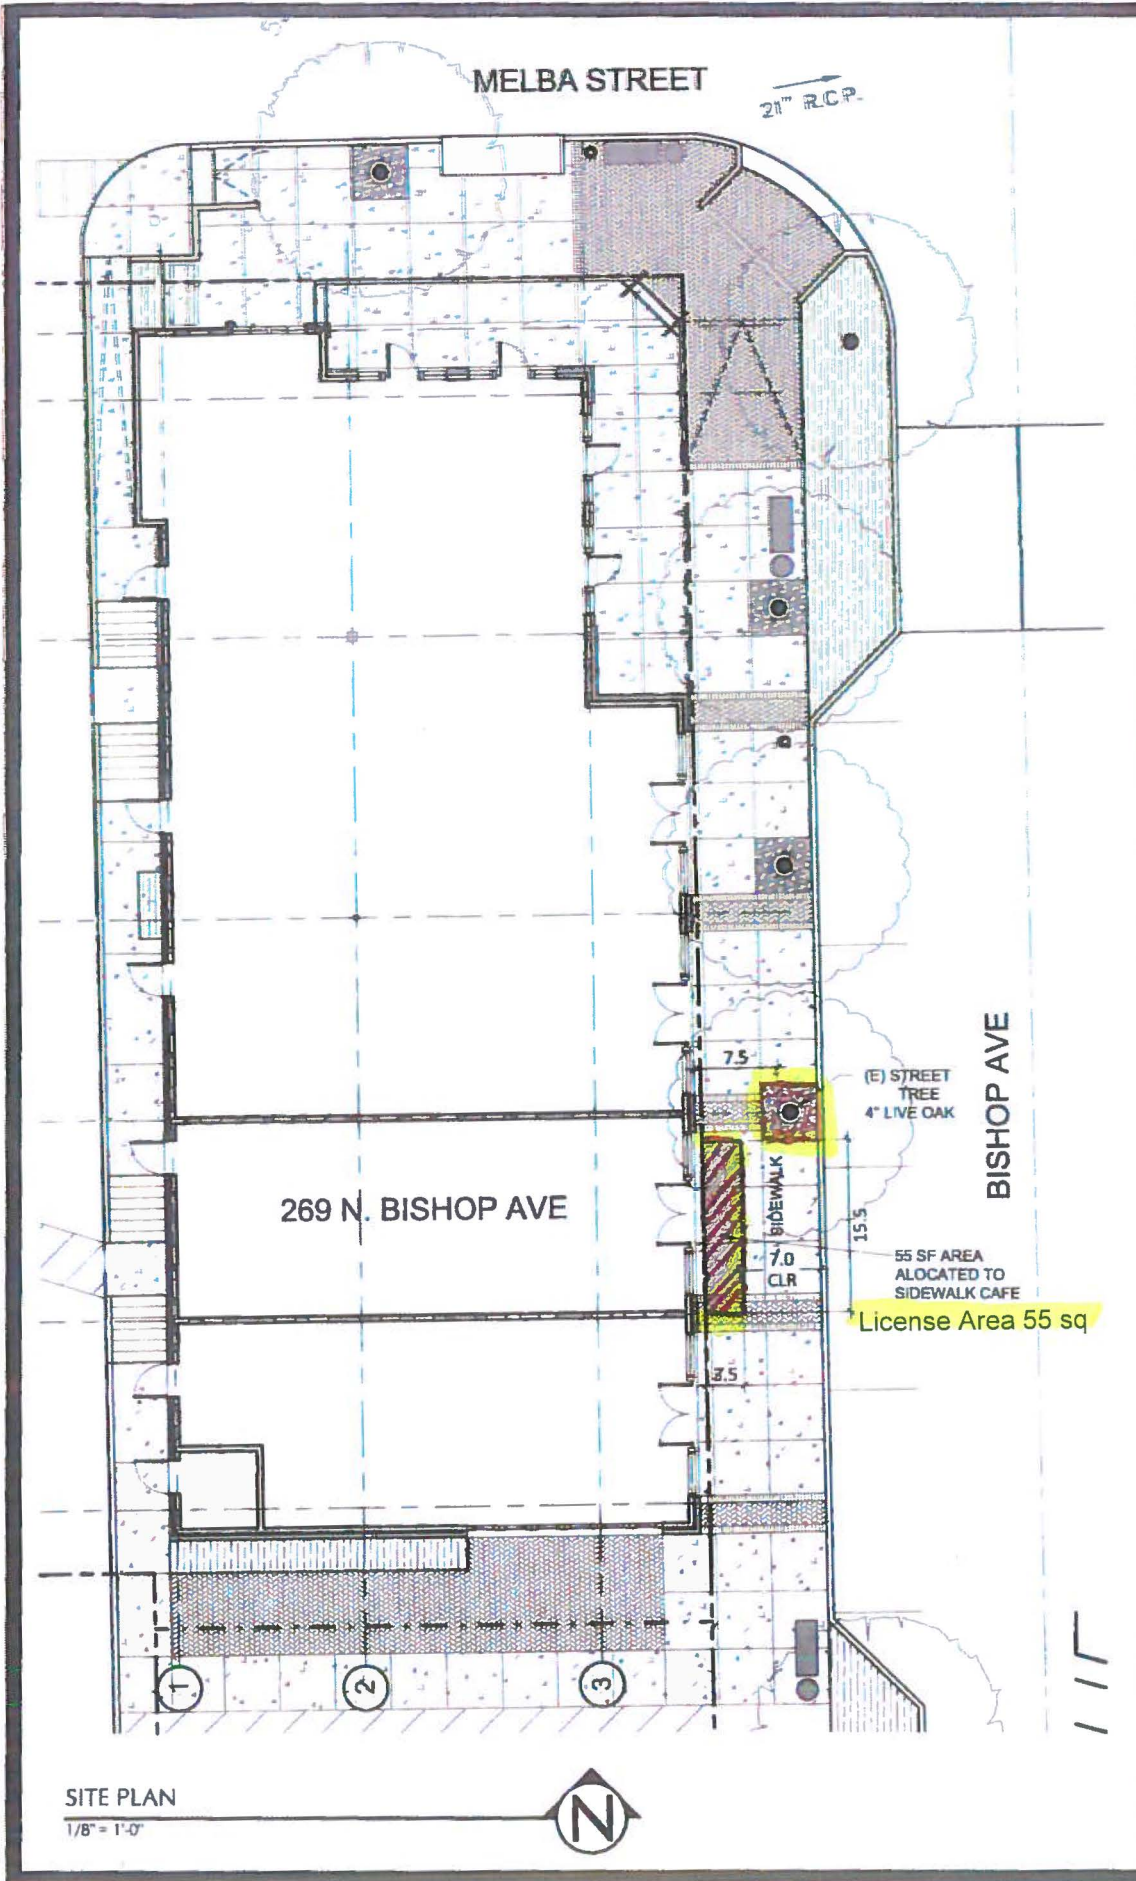 MELBA STREET
21" R.C.P.
7.5
(E) STREET
TREE
4" LIVE OAK
BISHOP AVE
SIDEWALK
15.5
269 N. BISHOP AVE
7.0
CLR
55 SF AREA
ALOCATED TO
SIDEWALK CAFE
License Area 55 sq
3.5
1
2
3
SITE PLAN
1/8" = 1'-0"
N